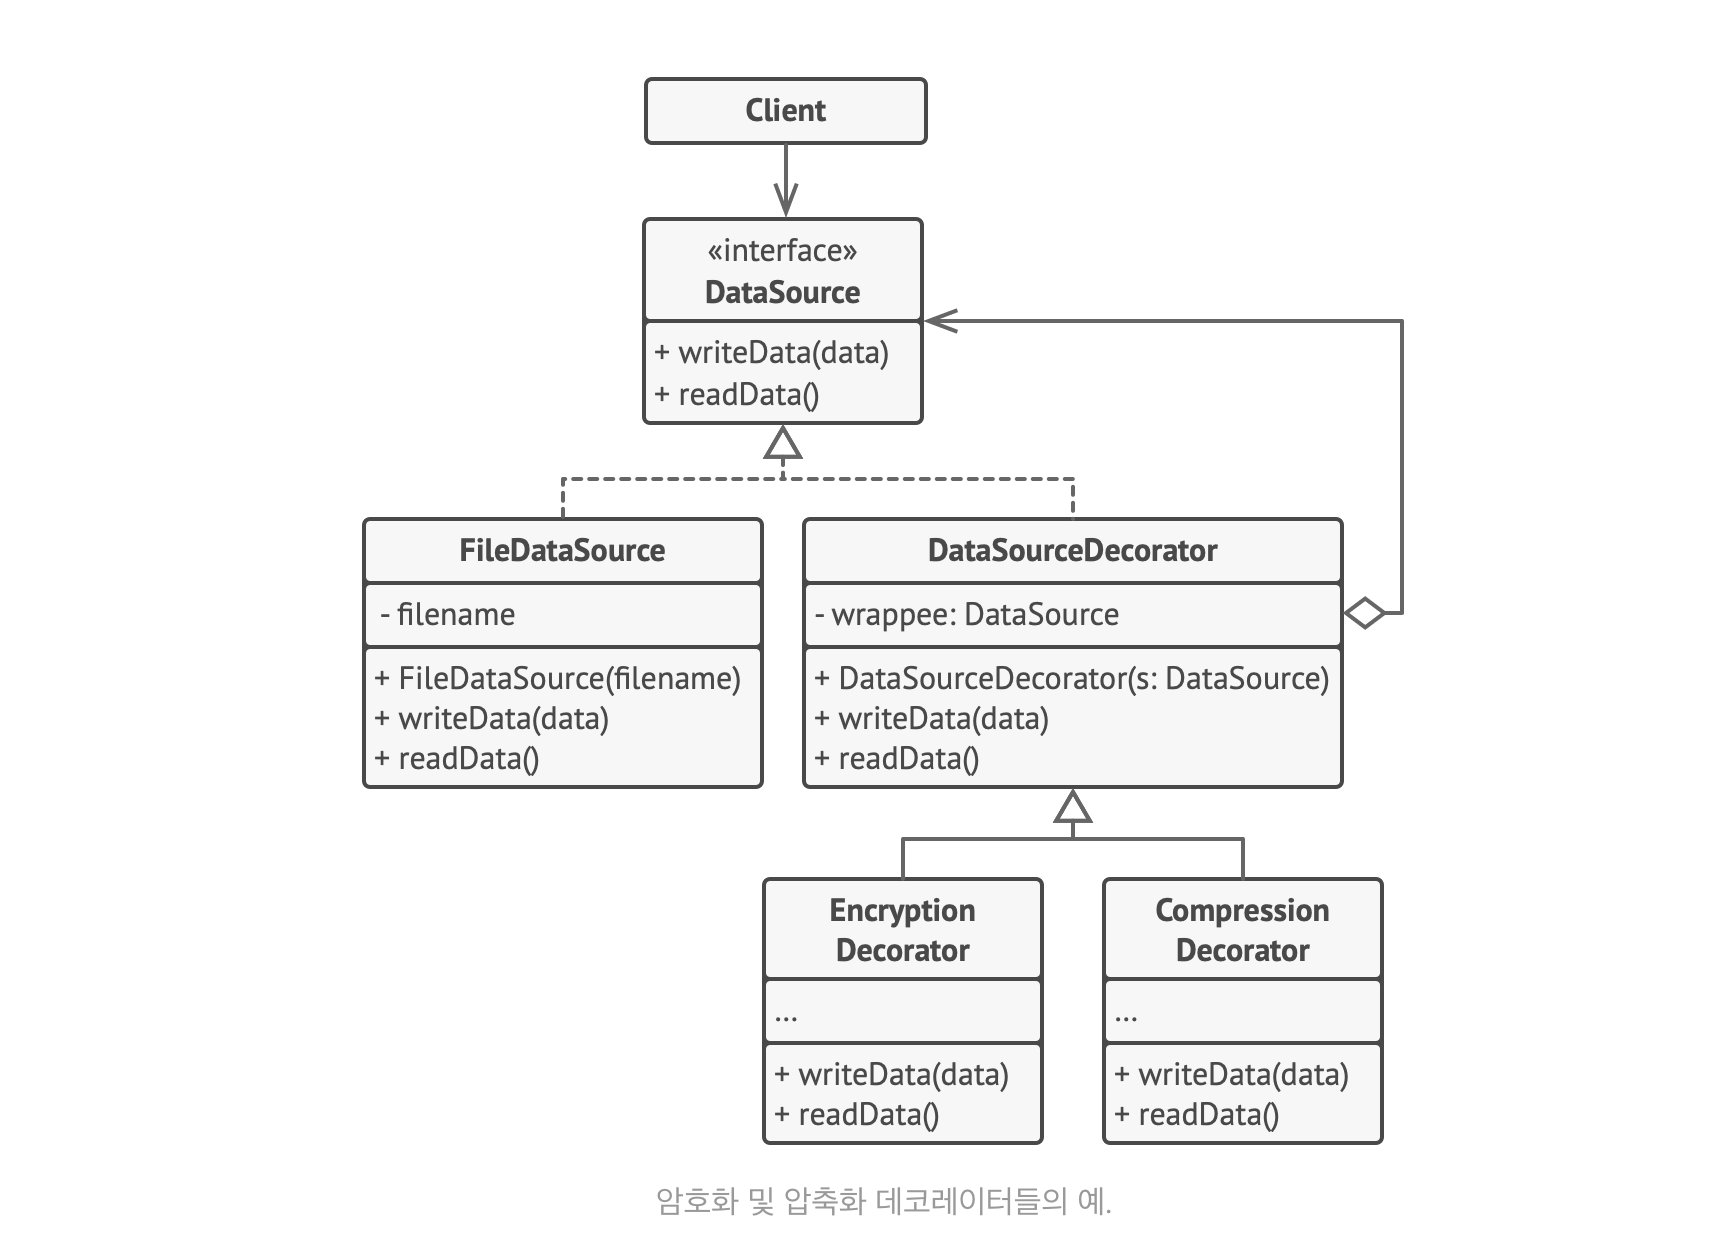 Client
«interface»
DataSource
+ writeData(data)
+ readData()
FileDataSource
- filename
+ FileDataSource(filename)
+ writeData(data)
+ readData()
DataSourceDecorator
- wrappee: DataSource
+ DataSourceDecorator(s: DataSource)
+ writeData(data)
+ readData()
Encryption
Decorator
...
+ writeData(data)
+ readData()
Compression
Decorator
...
+ writeData(data)
+ readData()
암호화 및 압축화 데코레이터들의 예.